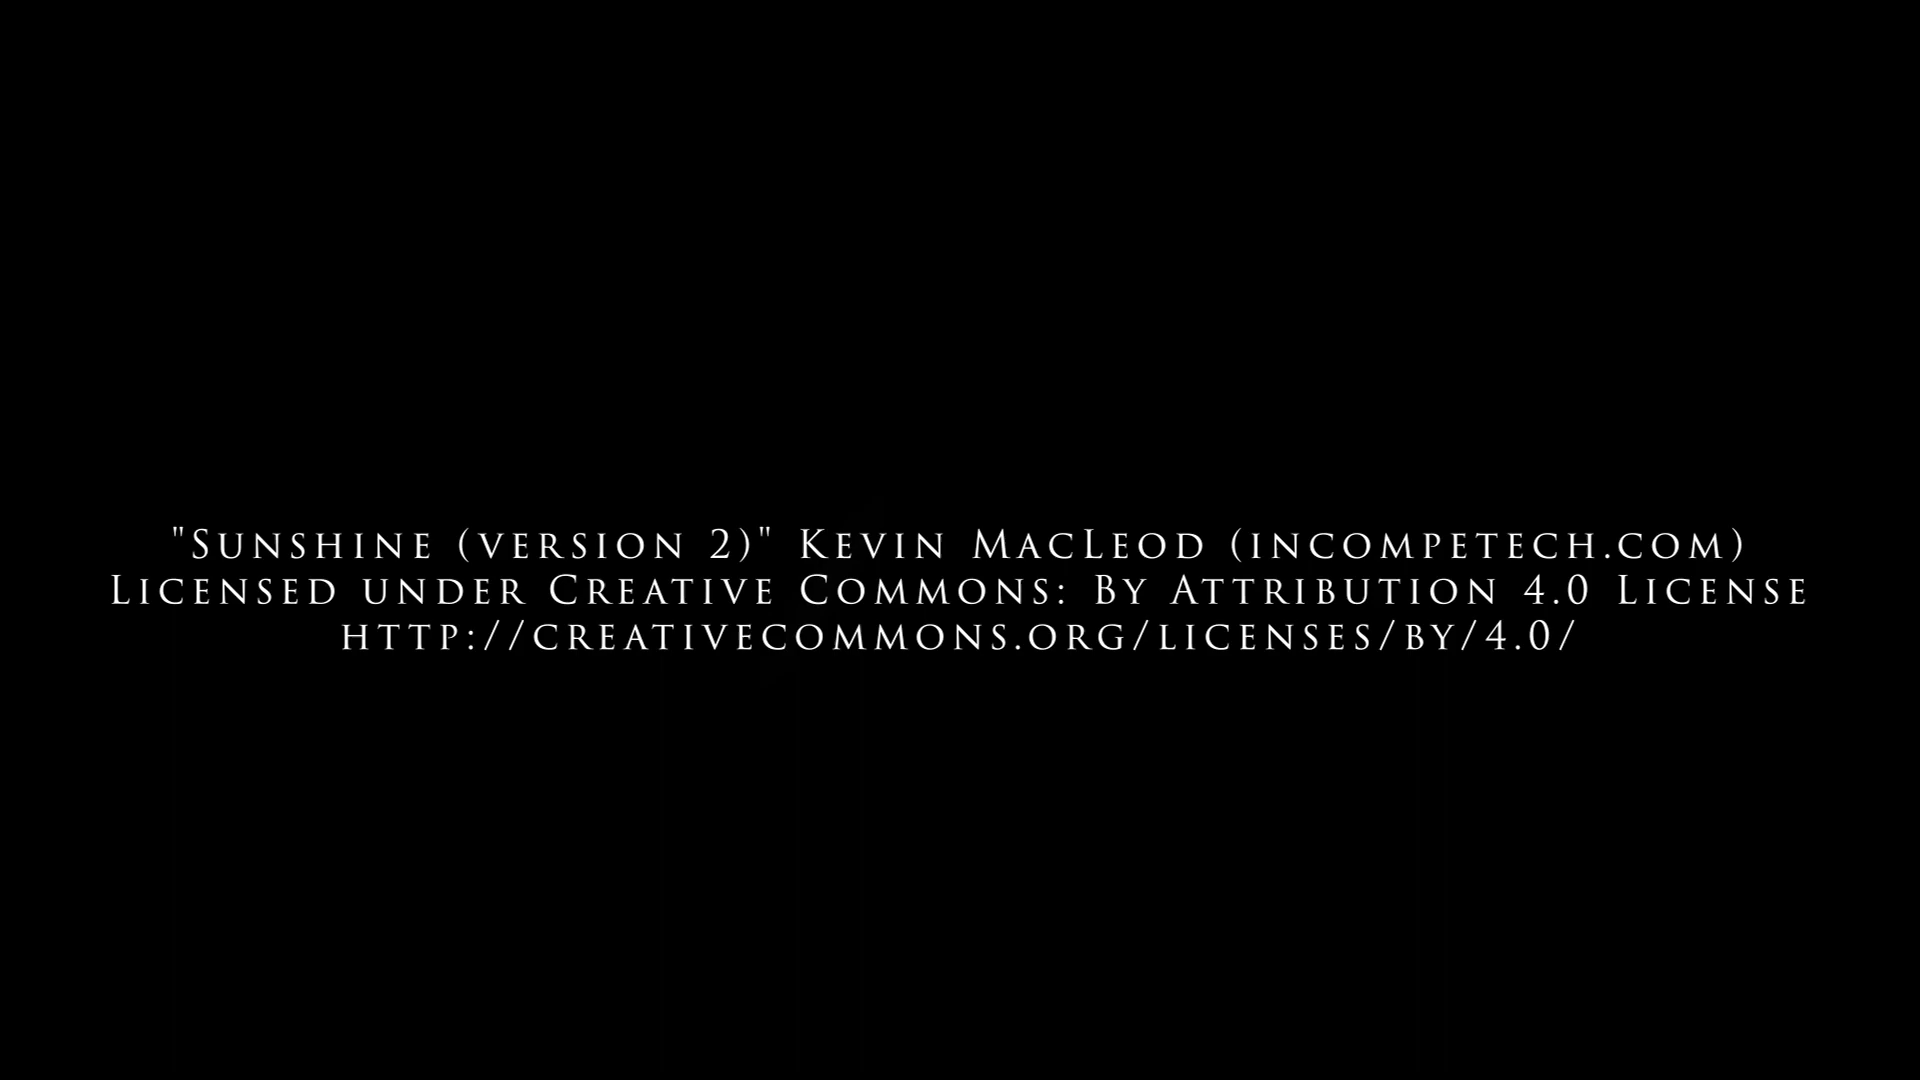 "Sunshine (version 2)" Kevin MacLeod (incompetech.com)
Licensed under Creative Commons: By Attribution 4.0 License
http://creativecommons.org/licenses/by/4.0/